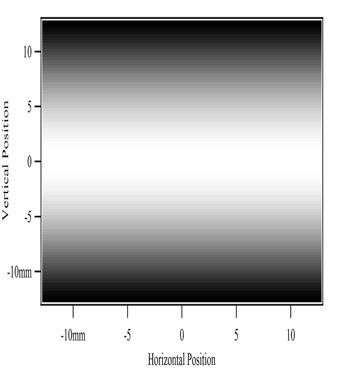 10
5
0
-5
-10mm
Vertical Position
-10mm -5 0 5 10
Horizontal Position